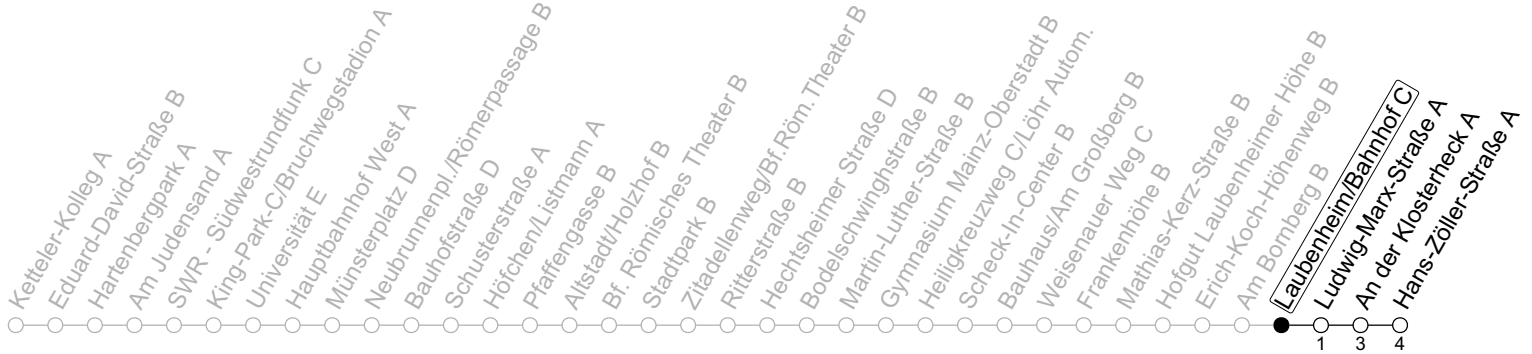 Ketteler-Kolleg A
Eduard-David-Straße B
Hartenbergpark A
Am Judensand A
SWR - Südwestrundfunk C
King-Park-C/Bruchwegstadion A
Universität E
Hauptbahnhof West A
Münsterplatz D
Neubrunnenpl./Römerpassage B
Bauhofstraße D
Schusterstraße A
Höfchen/Listmann A
Pfaffengasse B
Altstadt/Holzhof B
Bf. Römisches Theater B
Stadtpark B
Zitadellenweg/Bf.Röm.Theater B
Ritterstraße B
Hechtsheimer Straße D
Bodelschwinghstraße B
Martin-Luther-Straße B
Gymnasium Mainz-Oberstadt B
Heiligkreuzweg C/Löhr Autom.
Scheck-In-Center B
Bauhaus/Am Großberg B
Weisenauer Weg C
Frankenhöhe B
Mathias-Kerz-Straße B
Hofgut Laubenheimer Höhe B
Erich-Koch-Höhenweg B
Am Bornberg B
Laubenheim/Bahnhof C
Ludwig-Marx-Straße A
An der Klosterheck A
Hans-Zöller-Straße A
1 3 4